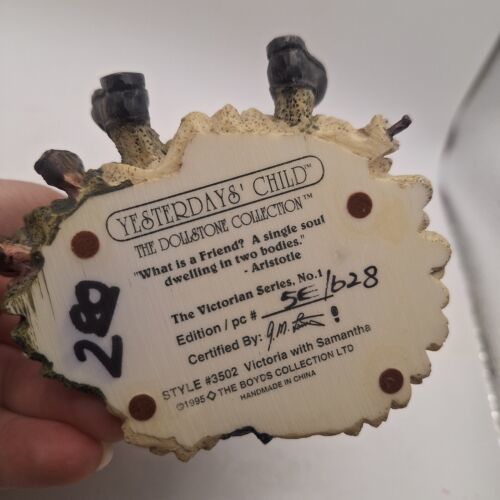 YESTERDAYS' CHILD™
THE DOLLSTONE COLLECTION™
"What is a Friend? A single soul
dwelling in two bodies."
- Aristotle
The Victorian Series, No.1
Edition / pc # 5E/628
Certified By:
STYLE #3502 Victoria with Samantha
©1995 THE BOYDS COLLECTION LTD
HANDMADE IN CHINA
280